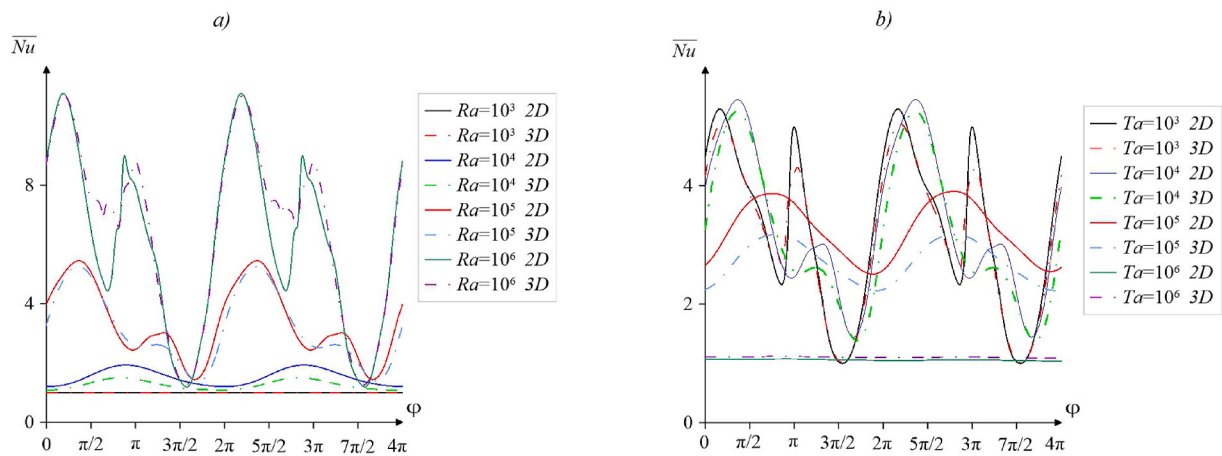 a)
Nu
8
4
0
0 π/2 π 3π/2 2π 5π/2 3π 7π/2 4π
φ
Ra=10³ 2D
Ra=10³ 3D
Ra=10⁴ 2D
Ra=10⁴ 3D
Ra=10⁵ 2D
Ra=10⁵ 3D
Ra=10⁶ 2D
Ra=10⁶ 3D
b)
Nu
4
2
0
0 π/2 π 3π/2 2π 5π/2 3π 7π/2 4π
φ
Ta=10³ 2D
Ta=10³ 3D
Ta=10⁴ 2D
Ta=10⁴ 3D
Ta=10⁵ 2D
Ta=10⁵ 3D
Ta=10⁶ 2D
Ta=10⁶ 3D